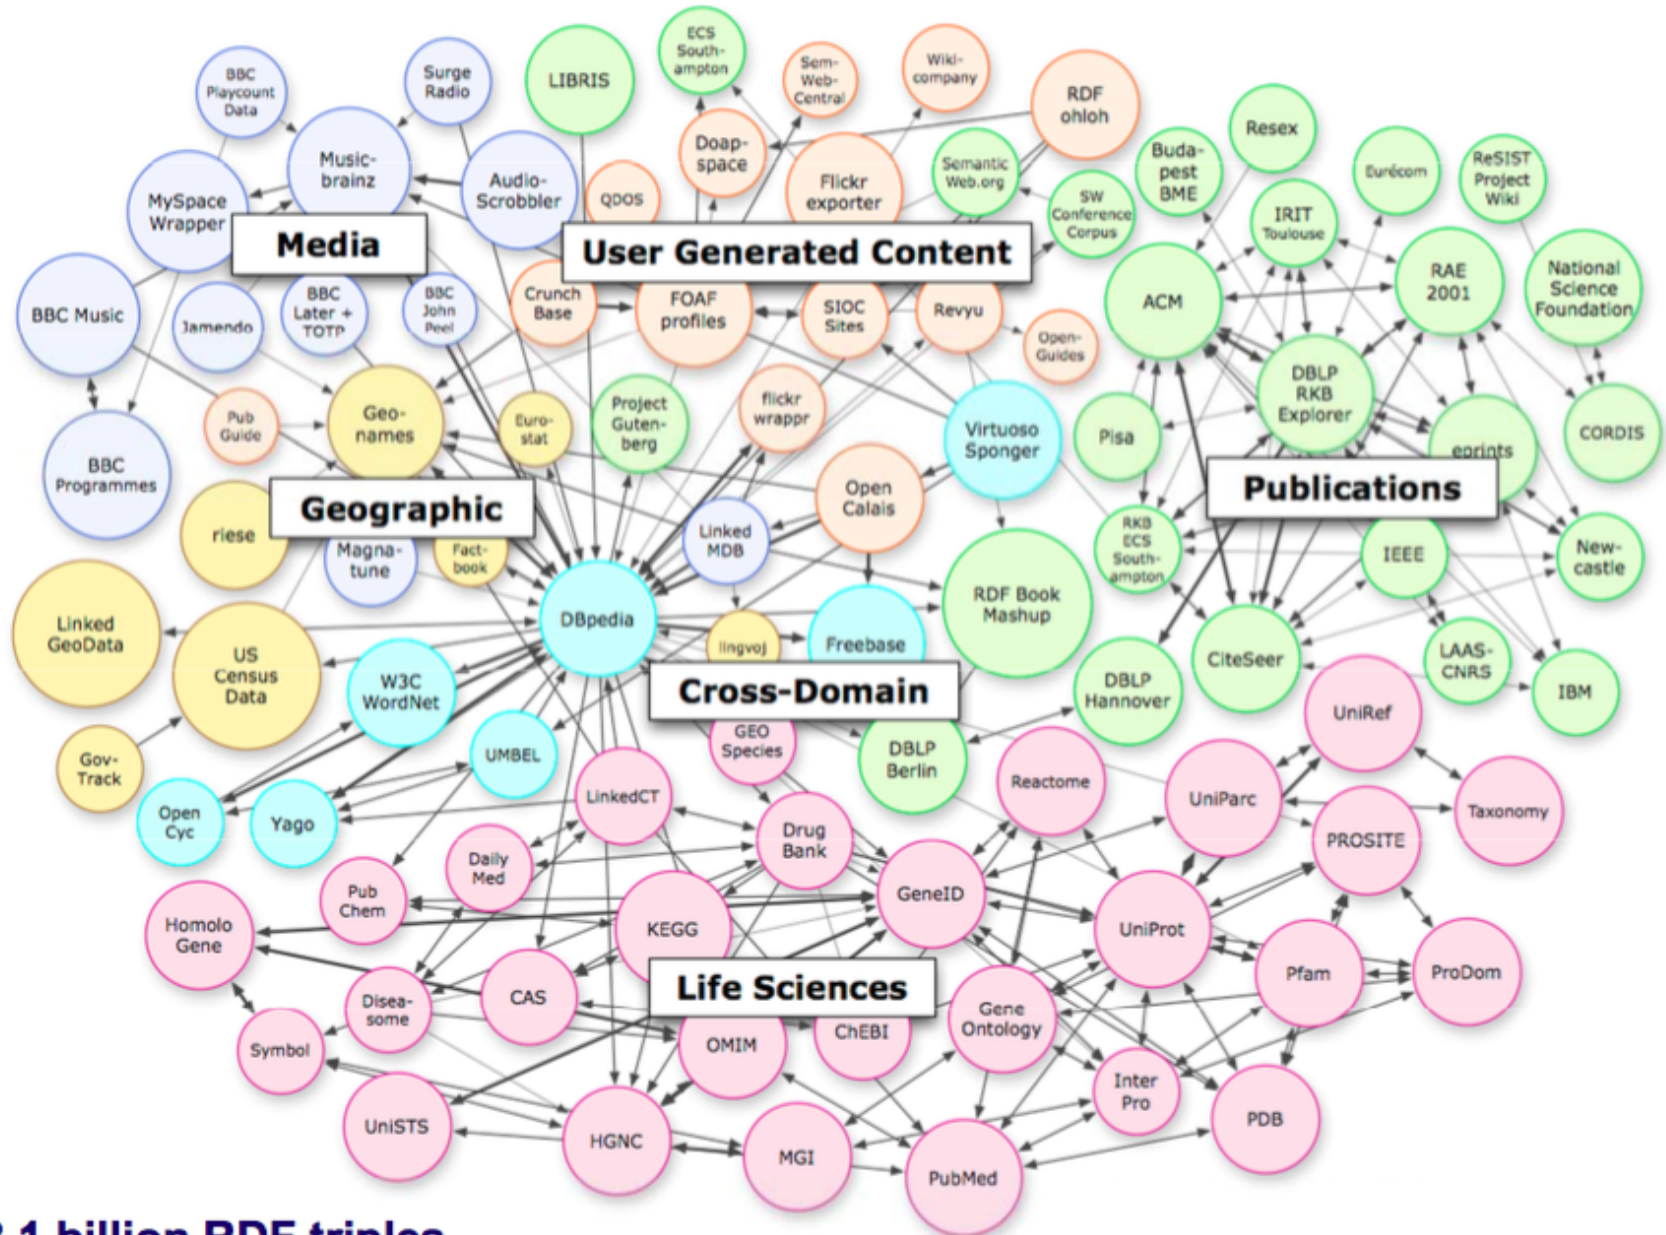 BBC
Playcount
Data
Surge
Radio
LIBRIS
ECS
South-
ampton
Sem-
Web-
Central
Wiki-
company
RDF
ohloh
Music-
brainz
MySpace
Wrapper
Audio-
Scrobbler
QDOS
Doap-
space
Flickr
exporter
Semantic
Web.org
SW
Conference
Corpus
Buda-
pest
BME
Resex
Eurécom
ReSIST
Project
Wiki
IRIT
Toulouse
Media
User Generated Content
BBC Music
Jamendo
BBC
Later +
TOTP
BBC
John
Peel
Crunch
Base
FOAF
profiles
SIOC
Sites
Revyu
Open-
Guides
ACM
RAE
2001
National
Science
Foundation
BBC
Programmes
Pub
Guide
Geo-
names
Euro-
stat
Project
Guten-
berg
flickr
wrappr
Virtuoso
Sponger
Pisa
DBLP
RKB
Explorer
eprints
CORDIS
Geographic
Publications
riese
Magna-
tune
Fact-
book
Linked
MDB
Open
Calais
RKB
ECS
South-
ampton
IEEE
New-
castle
Linked
GeoData
US
Census
Data
DBpedia
lingvoj
Freebase
RDF Book
Mashup
CiteSeer
LAAS-
CNRS
IBM
W3C
WordNet
Cross-Domain
DBLP
Hannover
Gov-
Track
Open
Cyc
Yago
UMBEL
GEO
Species
DBLP
Berlin
UniRef
LinkedCT
Reactome
UniParc
Taxonomy
Drug
Bank
PROSITE
Daily
Med
Pub
Chem
Homolo
Gene
KEGG
GeneID
UniProt
Pfam
ProDom
Life Sciences
Disea-
some
CAS
OMIM
ChEBI
Gene
Ontology
Symbol
UniSTS
HGNC
MGI
PubMed
Inter
Pro
PDB
1 billion RDF triples